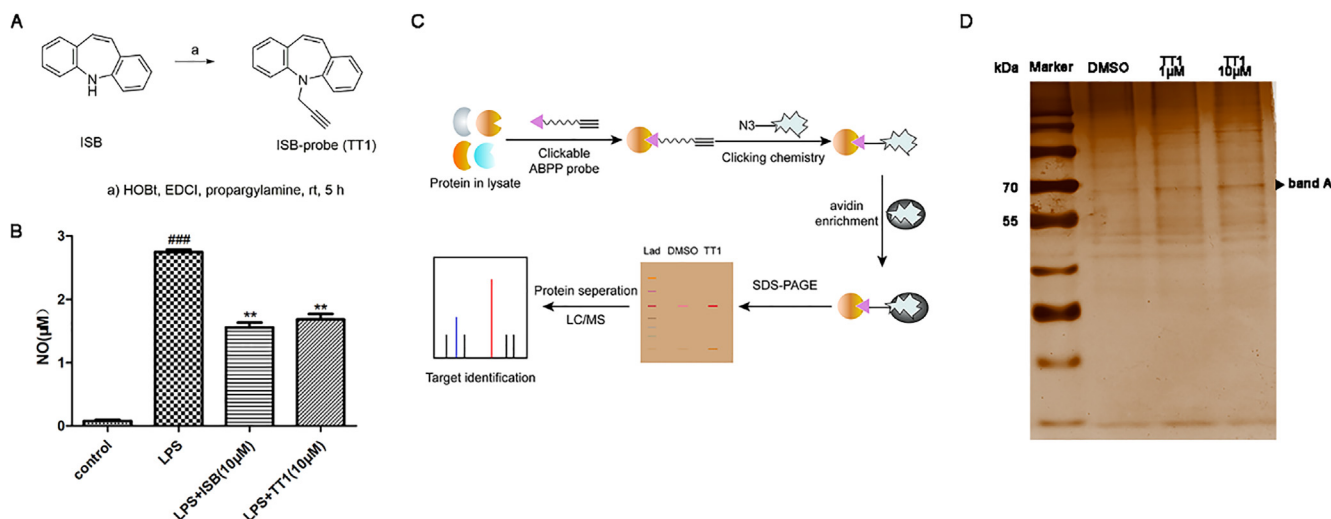 A
N
H
ISB
a
N
ISB-probe (TT1)
a) HOBt, EDCI, propargylamine, rt, 5 h
B
NO(μM)
3
2
1
0
###
**
**
control
LPS
LPS+ISB(10μM)
LPS+TT1(10μM)
C
Protein in lysate
Clickable
ABPP probe
N3
Clicking chemistry
avidin
enrichment
SDS-PAGE
Lad DMSO TT1
Protein seperation
LC/MS
Target identification
D
kDa Marker DMSO TT1 1μM TT1 10μM
70
55
band A